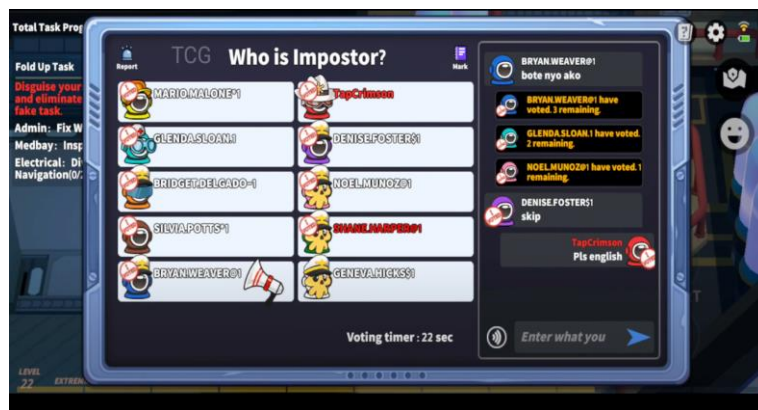 Total Task Prog
Fold Up Task
Disguise your
and eliminate
fake task.
Admin: Fix W
Medbay: Insp
Electrical: Di
Navigation(0/
LEVEL
22
EXTREM
Report
TCG
Who is Impostor?
Mark
MARIO.MALONE*1
TapCrimson
GLENDA.SLOAN.1
DENISE.FOSTER$1
BRIDGET.DELGADO~1
NOEL.MUNOZ@1
SILVIA.POTTS*1
SHANE.HARPER@1
BRYAN.WEAVER@1
GENEVA.HICKS$1
Voting timer : 22 sec
BRYAN.WEAVER@1
bote nyo ako
BRYAN.WEAVER@1 have
voted. 3 remaining.
GLENDA.SLOAN.1 have voted.
2 remaining.
NOEL.MUNOZ@1 have voted. 1
remaining.
DENISE.FOSTER$1
skip
TapCrimson
Pls english
Enter what you